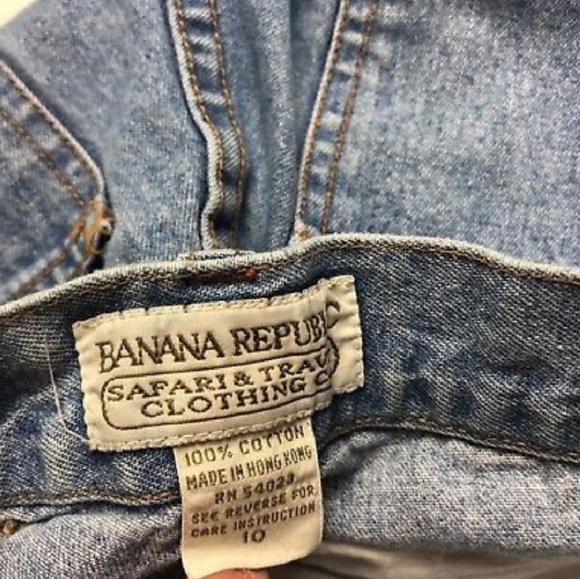 BANANA REPUBLIC
SAFARI & TRAV
CLOTHING C
100% COTTON
MADE IN HONG KONG
RN 54023
SEE REVERSE FOR
CARE INSTRUCTION
10